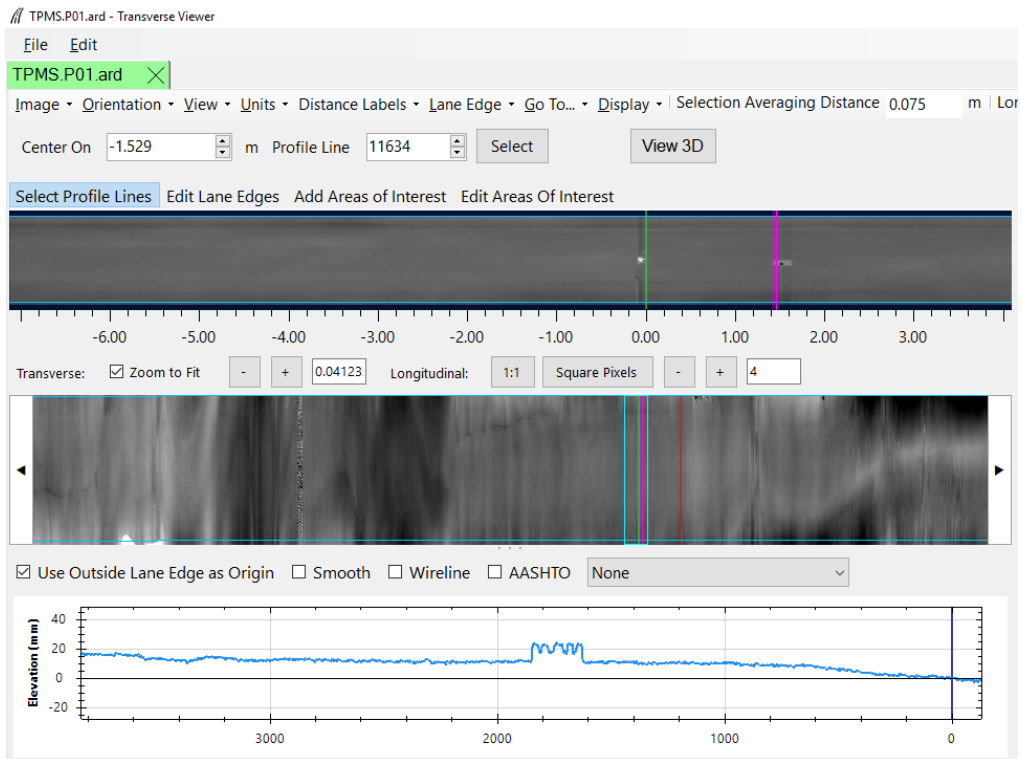 TPMS.P01.ard - Transverse Viewer
File Edit
TPMS.P01.ard
Image Orientation View Units Distance Labels Lane Edge Go To... Display Selection Averaging Distance 0.075 m Lor
Center On -1.529 m Profile Line 11634 Select View 3D
Select Profile Lines Edit Lane Edges Add Areas of Interest Edit Areas Of Interest
-6.00 -5.00 -4.00 -3.00 -2.00 -1.00 0.00 1.00 2.00 3.00
Transverse: Zoom to Fit - + 0.04123 Longitudinal: 1:1 Square Pixels - + 4
Use Outside Lane Edge as Origin Smooth Wireline AASHTO None
Elevation (mm)
40
20
0
-20
3000 2000 1000 0